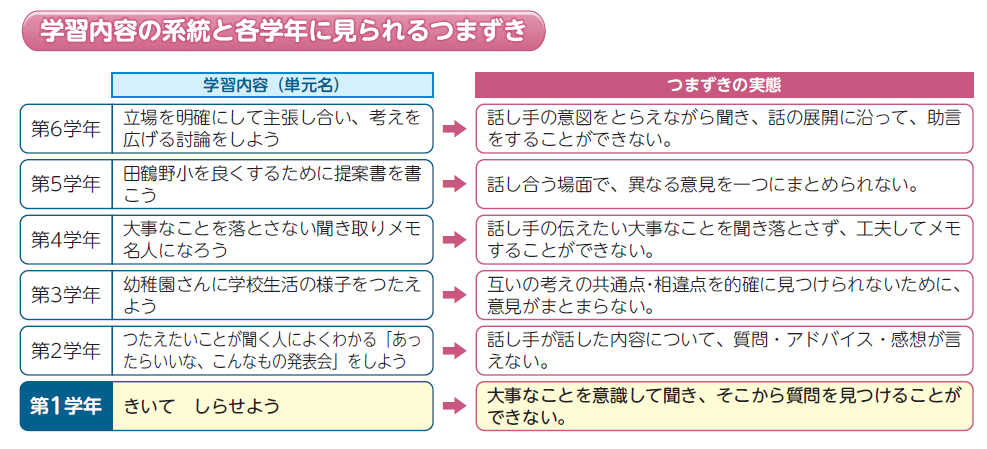 学習内容の系統と各学年に見られるつまずき
学習内容（単元名）
つまずきの実態
第6学年
立場を明確にして主張し合い、考えを
広げる討論をしよう
話し手の意図をとらえながら聞き、話の展開に沿って、助言
をすることができない。
第5学年
田鶴野小を良くするために提案書を書
こう
話し合う場面で、異なる意見を一つにまとめられない。
第4学年
大事なことを落とさない聞き取りメモ
名人になろう
話し手の伝えたい大事なことを聞き落とさず、工夫してメモ
することができない。
第3学年
幼稚園さんに学校生活の様子をつたえ
よう
互いの考えの共通点･相違点を的確に見つけられないために、
意見がまとまらない。
第2学年
つたえたいことが聞く人によくわかる「あっ
たらいいな、こんなもの発表会」をしよう
話し手が話した内容について、質問・アドバイス・感想が言
えない。
第1学年
きいて　しらせよう
大事なことを意識して聞き、そこから質問を見つけることが
できない。